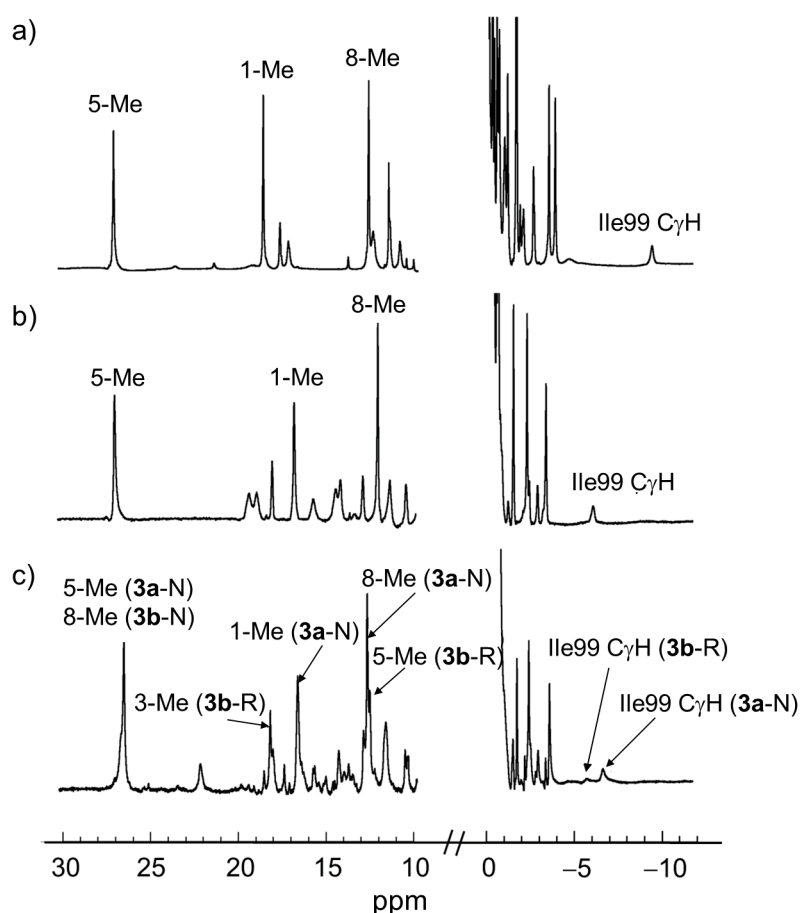 a)
5-Me
1-Me
8-Me
Ile99 CγH
b)
5-Me
1-Me
8-Me
Ile99 CγH
c)
5-Me (3a-N)
8-Me (3b-N)
3-Me (3b-R)
1-Me (3a-N)
8-Me (3a-N)
5-Me (3b-R)
Ile99 CγH (3b-R)
Ile99 CγH (3a-N)
30 20 15 10 0 −5 −10
ppm